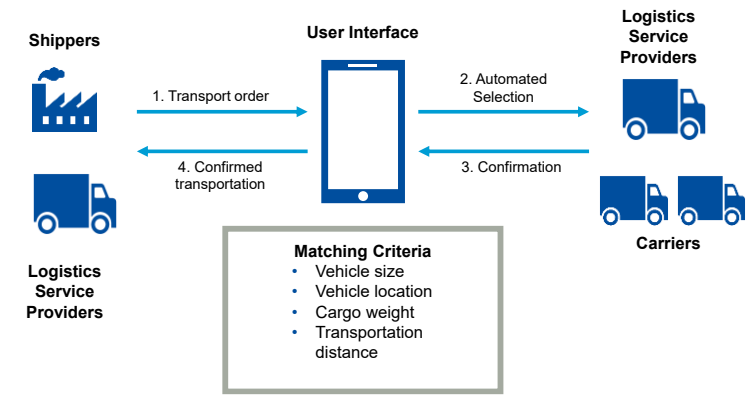 Shippers
User Interface
Logistics
Service
Providers
1. Transport order
2. Automated
Selection
4. Confirmed
transportation
3. Confirmation
Logistics
Service
Providers
Carriers
Matching Criteria
• Vehicle size
• Vehicle location
• Cargo weight
• Transportation
distance